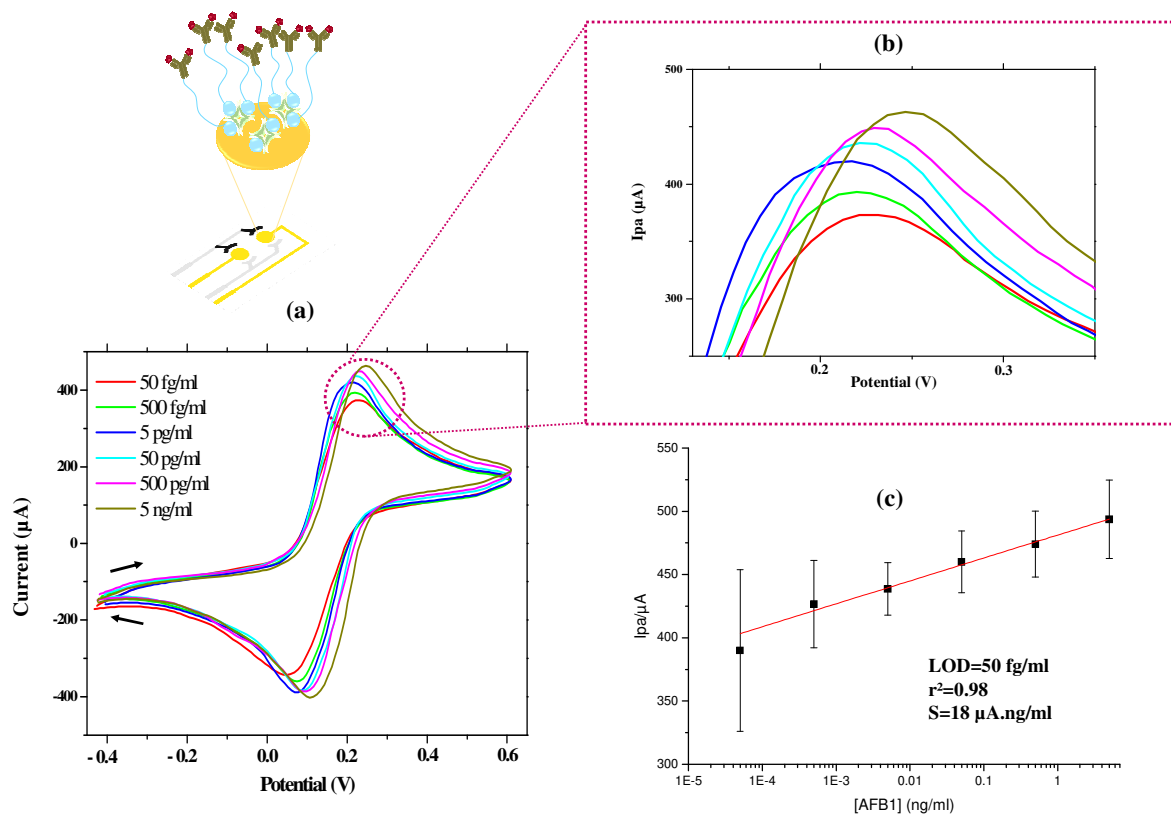 (a)
50 fg/ml
500 fg/ml
5 pg/ml
50 pg/ml
500 pg/ml
5 ng/ml
400
200
0
-200
-400
Current (µA)
-0.4
-0.2
0.0
0.2
0.4
0.6
Potential (V)
(b)
500
400
300
Ipa (µA)
0.2
0.3
Potential (V)
(c)
550
500
450
400
350
300
Ipa/µA
LOD=50 fg/ml
r²=0.98
S=18 µA.ng/ml
1E-5
1E-4
1E-3
0.01
0.1
1
[AFB1] (ng/ml)